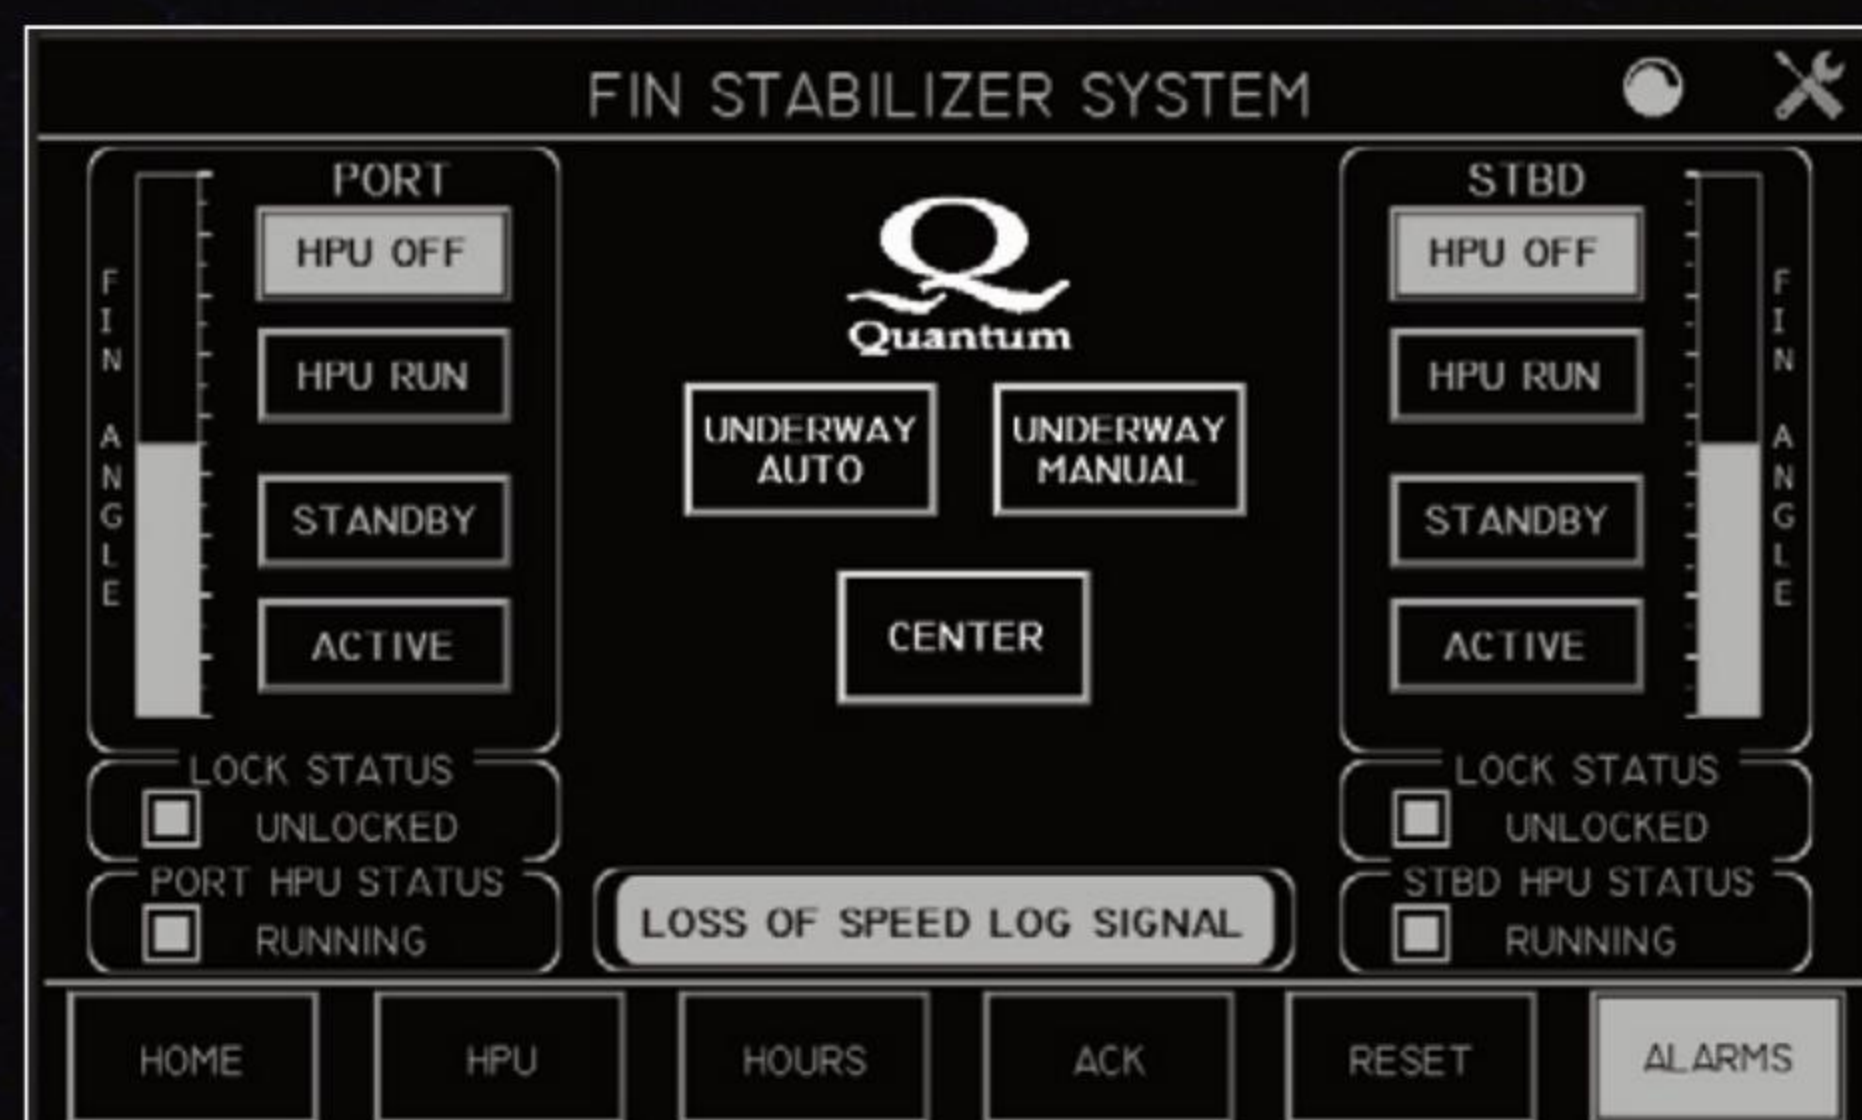 FIN STABILIZER SYSTEM
PORT
HPU OFF
HPU RUN
STANDBY
ACTIVE
FIN ANGLE
LOCK STATUS
UNLOCKED
PORT HPU STATUS
RUNNING
Quantum
UNDERWAY
AUTO
UNDERWAY
MANUAL
CENTER
LOSS OF SPEED LOG SIGNAL
STBD
HPU OFF
HPU RUN
STANDBY
ACTIVE
FIN ANGLE
LOCK STATUS
UNLOCKED
STBD HPU STATUS
RUNNING
HOME
HPU
HOURS
ACK
RESET
ALARMS